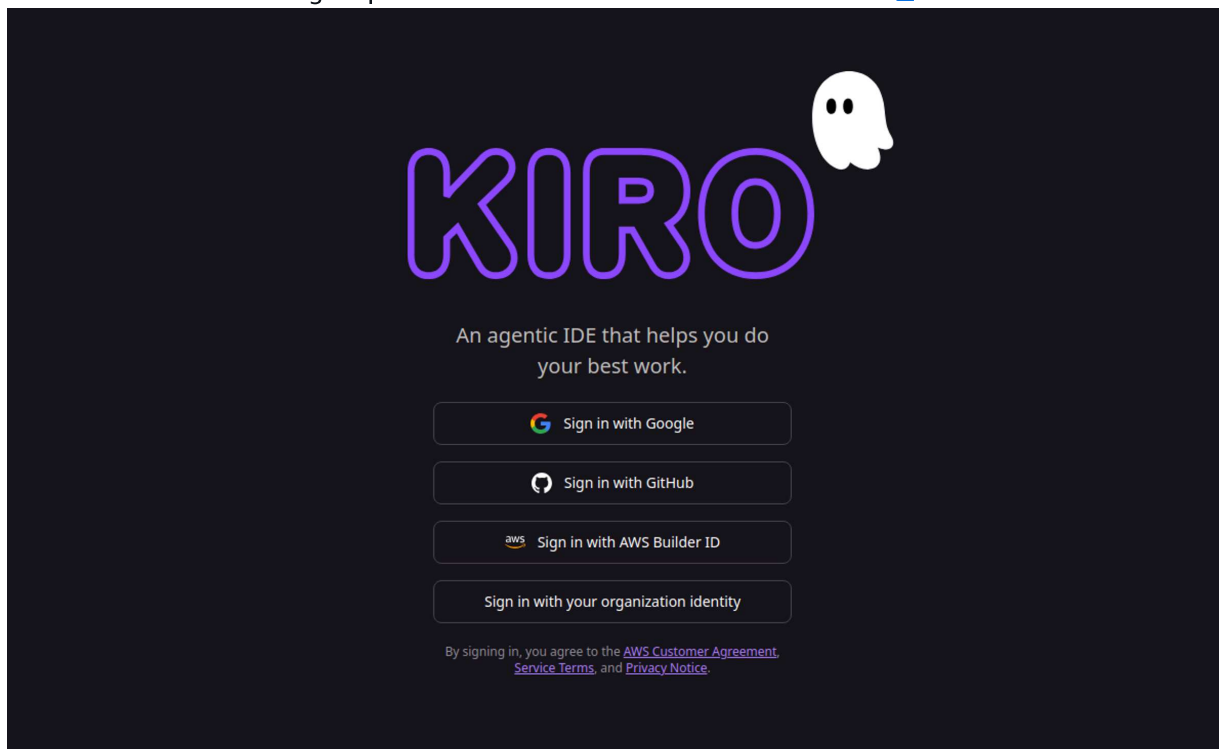 KIRO
An agentic IDE that helps you do
your best work.
Sign in with Google
Sign in with GitHub
aws Sign in with AWS Builder ID
Sign in with your organization identity
By signing in, you agree to the AWS Customer Agreement,
Service Terms, and Privacy Notice.